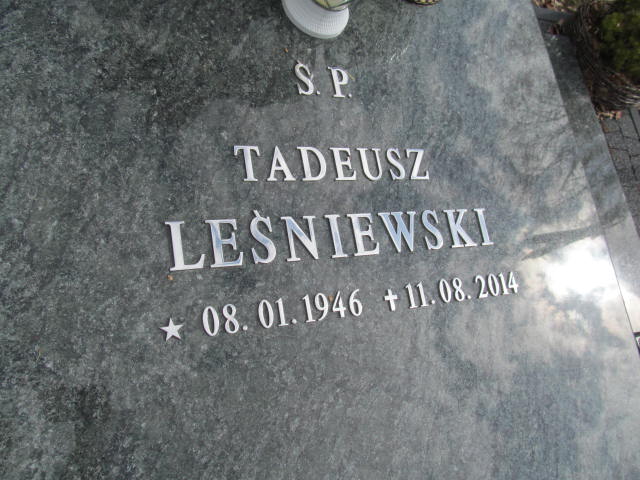 Ś. P.
TADEUSZ
LEŚNIEWSKI
★ 08. 01. 1946 ✝ 11. 08. 2014